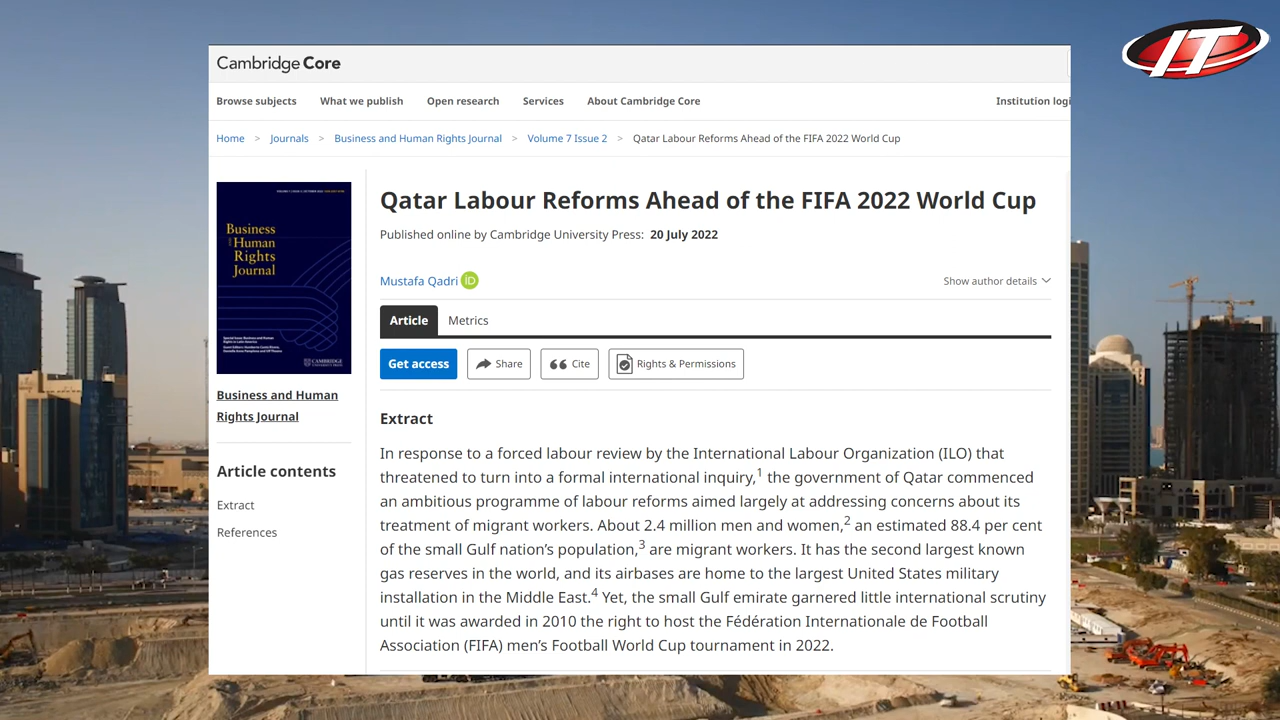 IT
Cambridge Core
Browse subjects What we publish Open research Services About Cambridge Core Institution logi
Home > Journals > Business and Human Rights Journal > Volume 7 Issue 2 > Qatar Labour Reforms Ahead of the FIFA 2022 World Cup
Business
and Human
Rights
Journal
CAMBRIDGE
Business and Human
Rights Journal
Article contents
Extract
References
Qatar Labour Reforms Ahead of the FIFA 2022 World Cup
Published online by Cambridge University Press: 20 July 2022
Mustafa Qadri iD
Show author details
Article Metrics
Get access Share Cite Rights & Permissions
Extract
In response to a forced labour review by the International Labour Organization (ILO) that
threatened to turn into a formal international inquiry,1 the government of Qatar commenced
an ambitious programme of labour reforms aimed largely at addressing concerns about its
treatment of migrant workers. About 2.4 million men and women,2 an estimated 88.4 per cent
of the small Gulf nation’s population,3 are migrant workers. It has the second largest known
gas reserves in the world, and its airbases are home to the largest United States military
installation in the Middle East.4 Yet, the small Gulf emirate garnered little international scrutiny
until it was awarded in 2010 the right to host the Fédération Internationale de Football
Association (FIFA) men’s Football World Cup tournament in 2022.